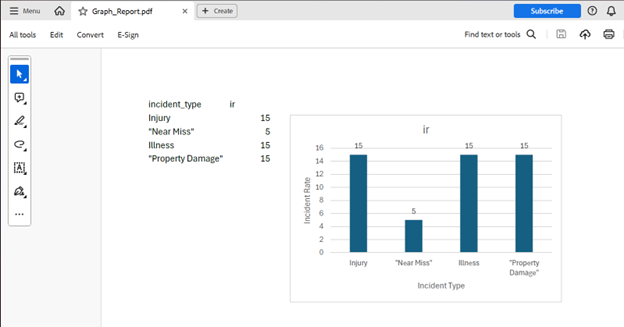 Menu
Graph_Report.pdf
+ Create
Subscribe
All tools Edit Convert E-Sign
Find text or tools
incident_type ir
Injury 15
"Near Miss" 5
Illness 15
"Property Damage" 15
ir
Incident Rate
16
14
12
10
8
6
4
2
0
15 5 15 15
Injury "Near Miss" Illness "Property
Damage"
Incident Type